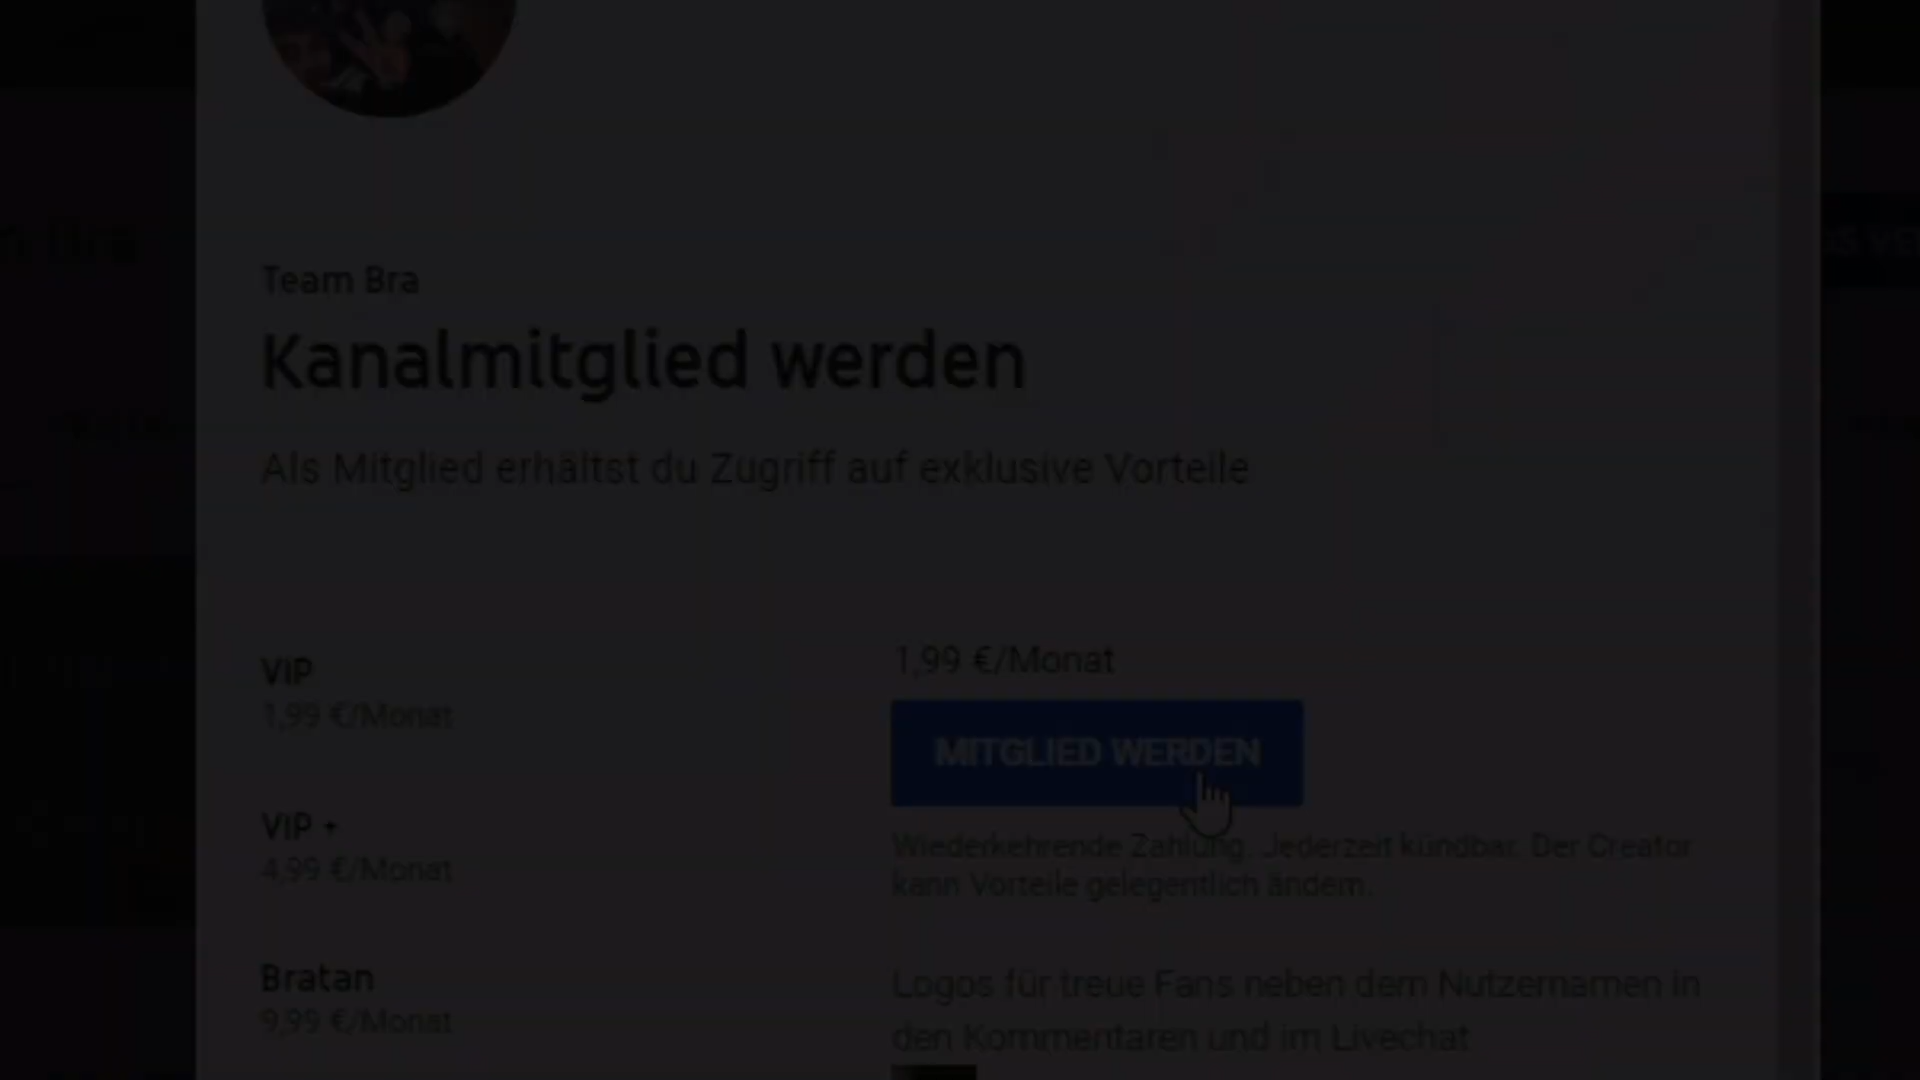 Team Bra
Kanalmitglied werden
Als Mitglied erhältst du Zugriff auf exklusive Vorteile
VIP
1,99 €/Monat
VIP +
4,99 €/Monat
Bratan
9,99 €/Monat
1,99 €/Monat
MITGLIED WERDEN
Wiederkehrende Zahlung. Jederzeit kündbar. Der Creator
kann Vorteile gelegentlich ändern.
Logos für treue Fans neben dem Nutzernamen in
den Kommentaren und im Livechat